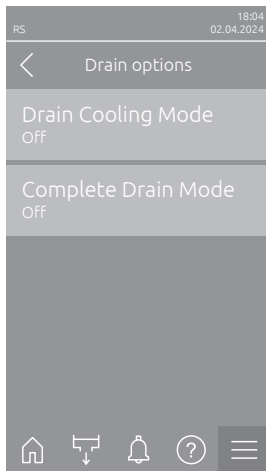 18:04
RS 02.04.2024
Drain options
Drain Cooling Mode
Off
Complete Drain Mode
Off
?